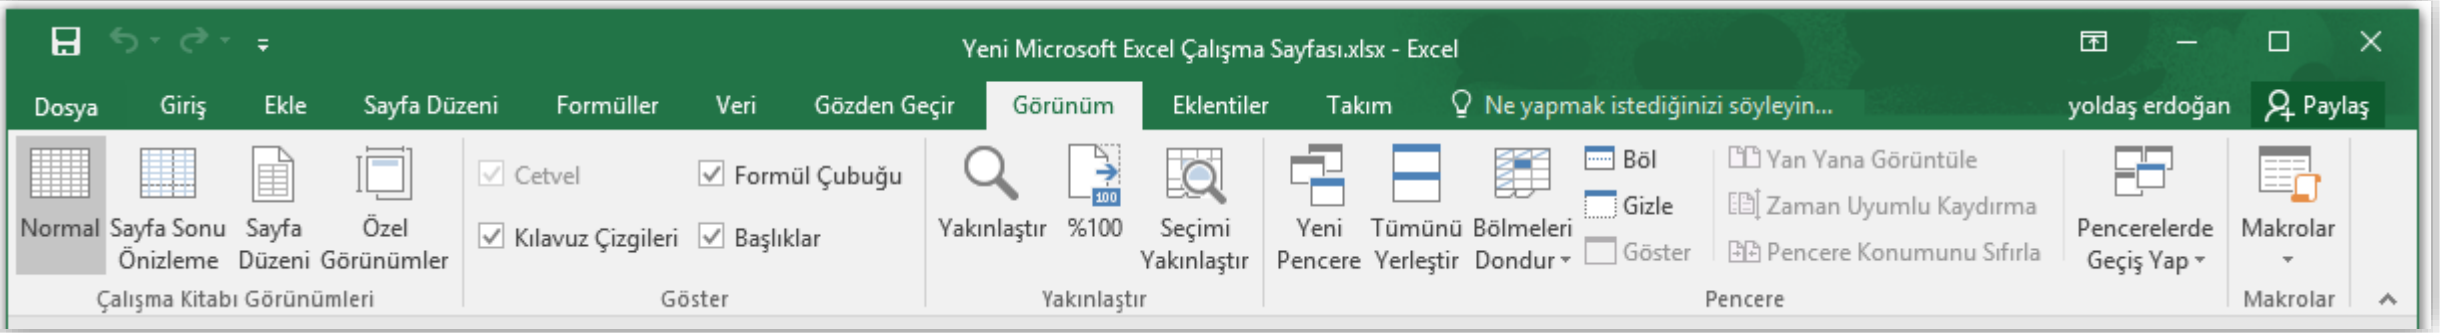 Yeni Microsoft Excel Çalışma Sayfası.xlsx - Excel
Dosya Giriş Ekle Sayfa Düzeni Formüller Veri Gözden Geçir Görünüm Eklentiler Takım Ne yapmak istediğinizi söyleyin... yoldaş erdoğan Paylaş
Normal
Sayfa Sonu
Önizleme
Sayfa
Düzeni
Özel
Görünümler
Çalışma Kitabı Görünümleri
Cetvel
Formül Çubuğu
Kılavuz Çizgileri
Başlıklar
Göster
Yakınlaştır
100
%100
Seçimi
Yakınlaştır
Yakınlaştır
Yeni
Pencere
Tümünü
Yerleştir
Bölmeleri
Dondur
Böl
Gizle
Göster
Yan Yana Görüntüle
Zaman Uyumlu Kaydırma
Pencere Konumunu Sıfırla
Pencerelerde
Geçiş Yap
Pencere
Makrolar
Makrolar